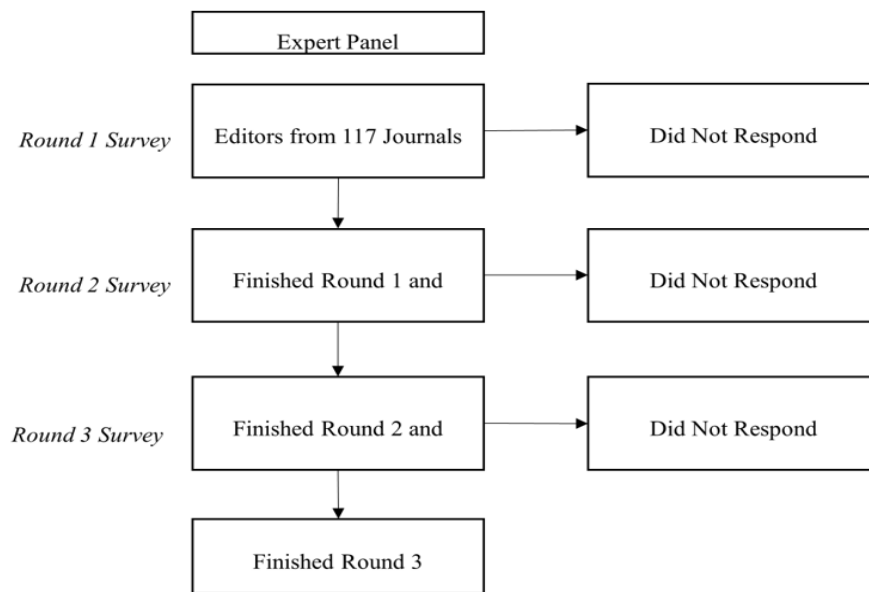 Expert Panel
Round 1 Survey
Editors from 117 Journals
Did Not Respond
Round 2 Survey
Finished Round 1 and
Did Not Respond
Round 3 Survey
Finished Round 2 and
Did Not Respond
Finished Round 3